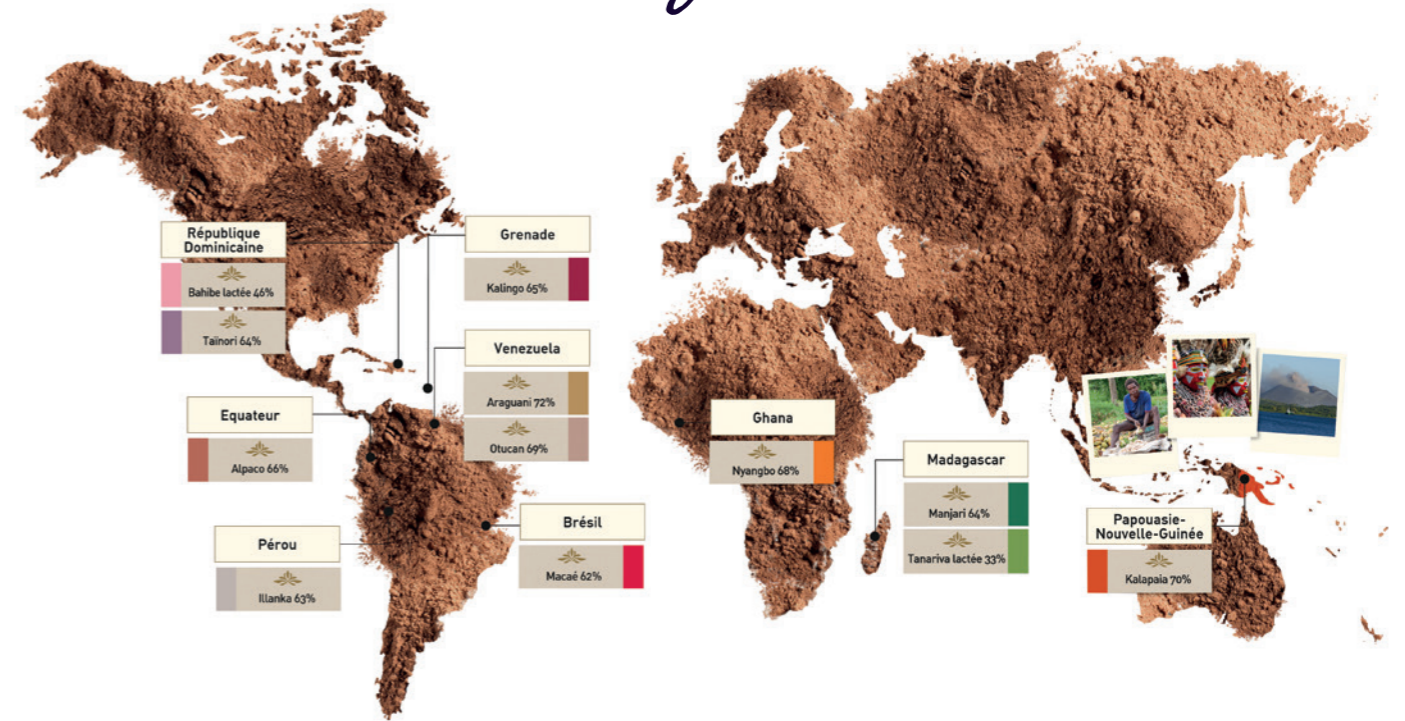 République
Dominicaine
Bahibe lactée 46%
Taïnori 64%
Grenade
Kalingo 65%
Venezuela
Araguani 72%
Otucan 69%
Equateur
Alpaco 66%
Pérou
Illanka 63%
Brésil
Macaé 62%
Ghana
Nyangbo 68%
Madagascar
Manjari 64%
Tanariva lactée 33%
Papouasie-
Nouvelle-Guinée
Kalapaia 70%